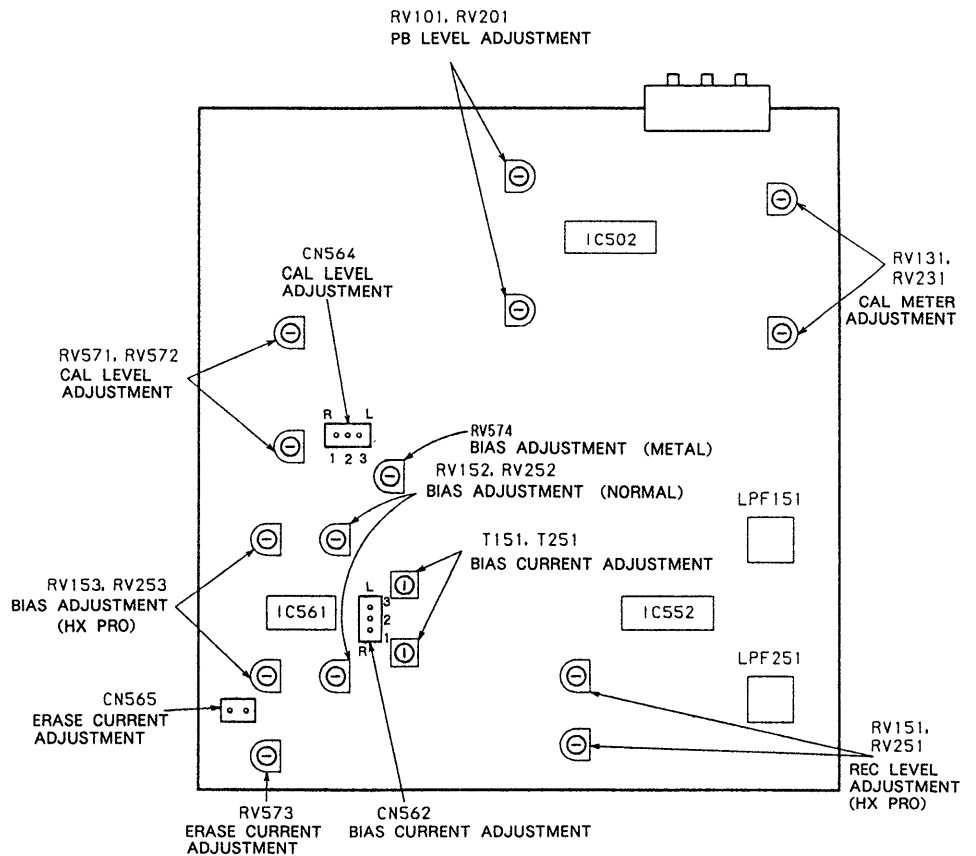 RV101, RV201
PB LEVEL ADJUSTMENT
IC502
CN564
CAL LEVEL
ADJUSTMENT
RV131,
RV231
CAL METER
ADJUSTMENT
RV571, RV572
CAL LEVEL
ADJUSTMENT
R L
1 2 3
RV574
BIAS ADJUSTMENT (METAL)
RV152, RV252
BIAS ADJUSTMENT (NORMAL)
LPF151
T151, T251
BIAS CURRENT ADJUSTMENT
RV153, RV253
BIAS ADJUSTMENT
(HX PRO)
IC561
L
3
2
1
R
IC552
LPF251
CN565
ERASE CURRENT
ADJUSTMENT
RV151,
RV251
REC LEVEL
ADJUSTMENT
(HX PRO)
RV573
ERASE CURRENT
ADJUSTMENT
CN562
BIAS CURRENT ADJUSTMENT